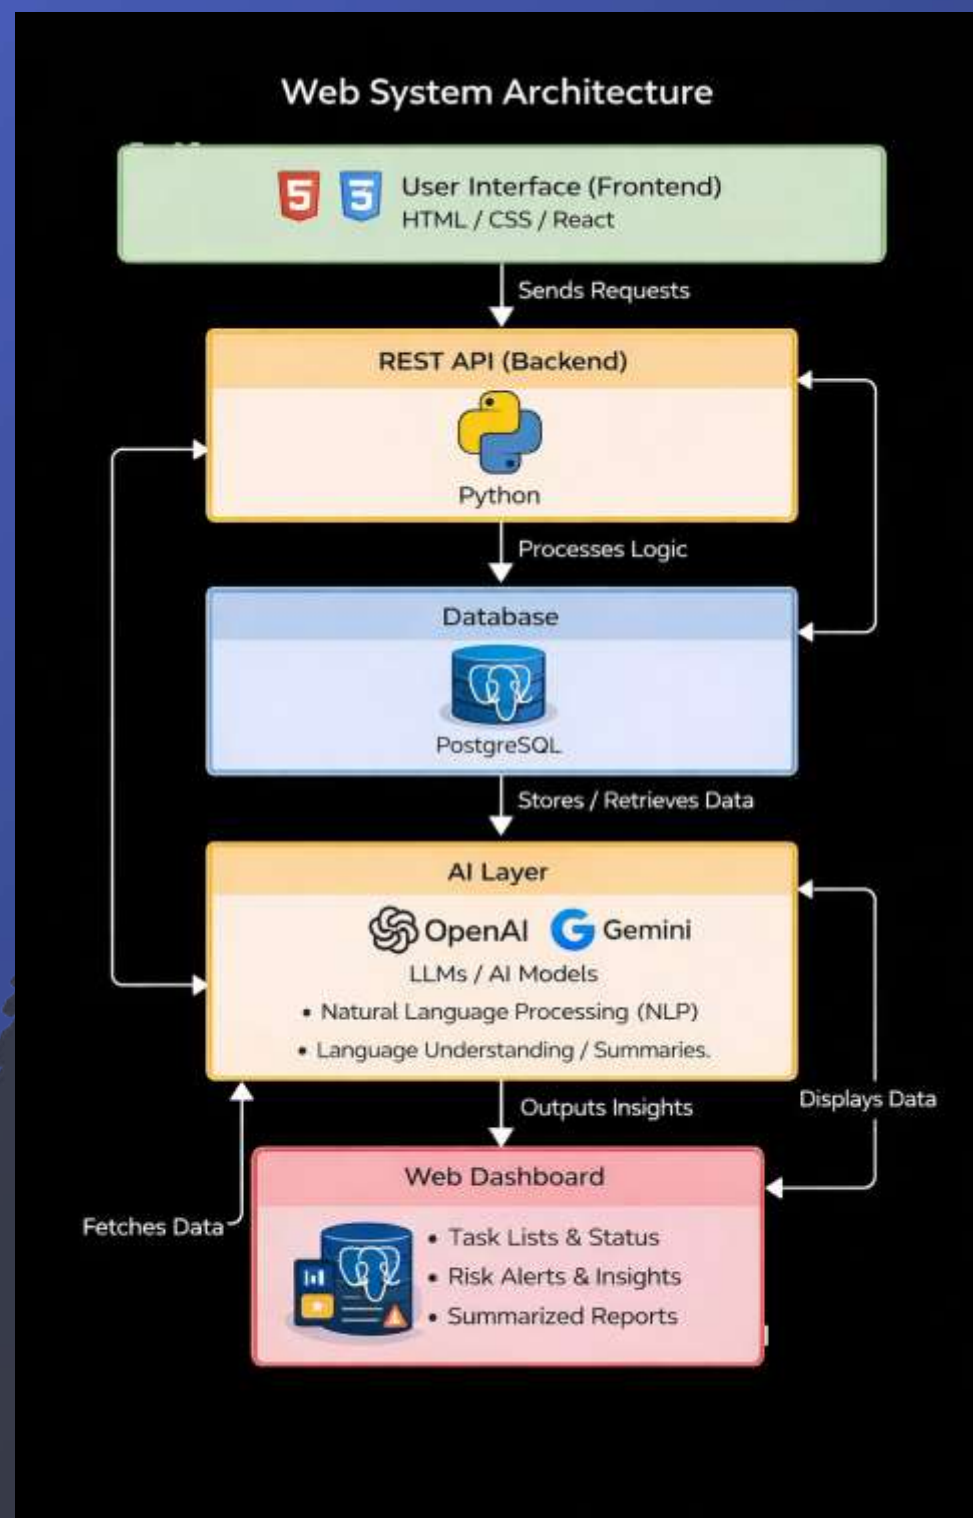 Web System Architecture
5 3 User Interface (Frontend)
HTML / CSS / React
Sends Requests
REST API (Backend)
Python
Processes Logic
Database
PostgreSQL
Stores / Retrieves Data
AI Layer
OpenAI G Gemini
LLMs / AI Models
• Natural Language Processing (NLP)
• Language Understanding / Summaries.
Outputs Insights
Displays Data
Web Dashboard
Fetches Data
• Task Lists & Status
• Risk Alerts & Insights
• Summarized Reports